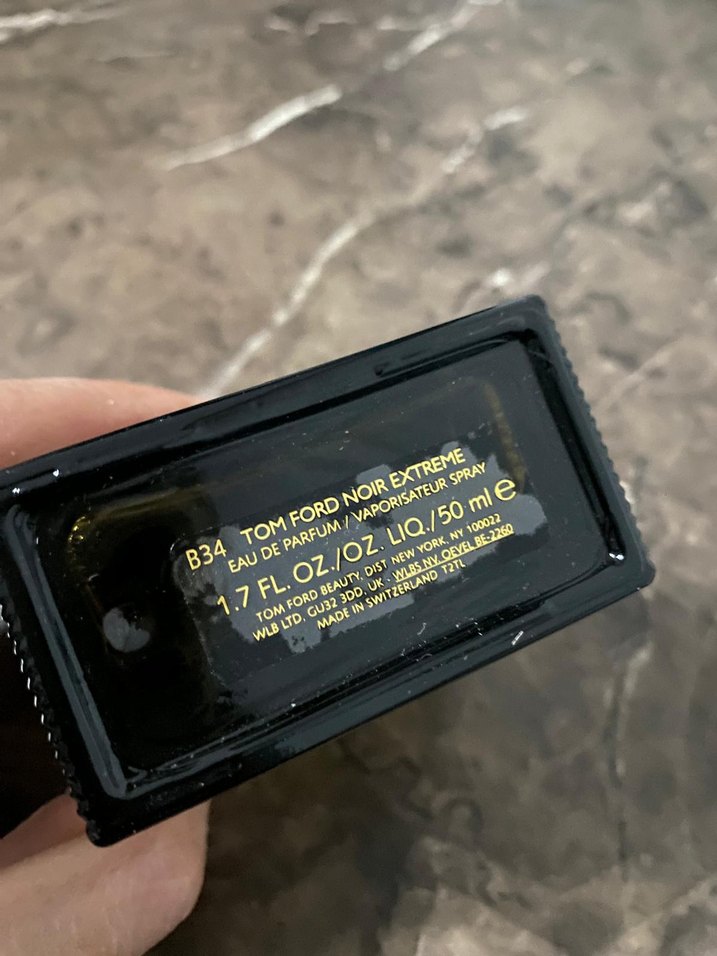 B34 TOM FORD NOIR EXTREME
EAU DE PARFUM / VAPORISATEUR SPRAY
1.7 FL. OZ./OZ. LIQ./50 ml ℮
TOM FORD BEAUTY, DIST NEW YORK, NY 100022
WLB LTD, GU32 3DD, UK · WLBS NV OEVEL BE-2260
MADE IN SWITZERLAND T2TL